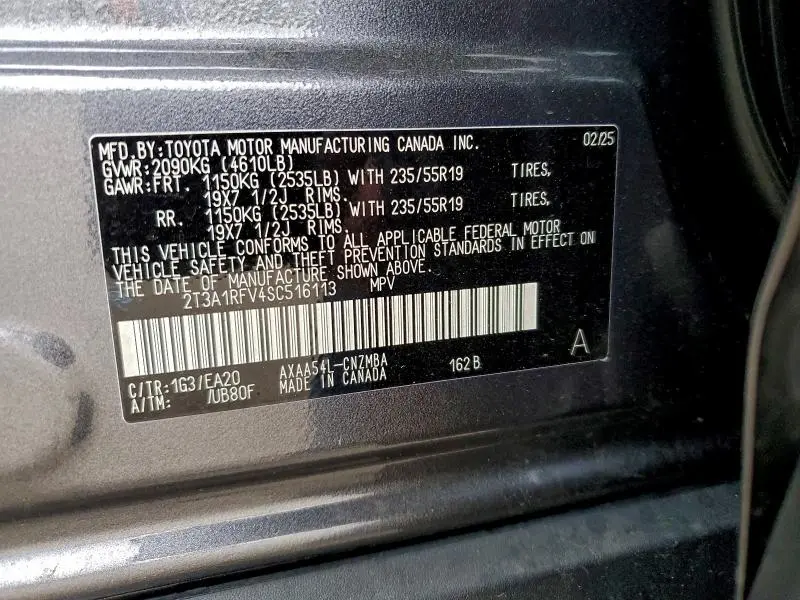 MFD.BY:TOYOTA MOTOR MANUFACTURING CANADA INC. 02/25
GVWR:2090KG (4610LB)
GAWR:FRT. 1150KG (2535LB) WITH 235/55R19 TIRES,
19X7 1/2J RIMS.
RR. 1150KG (2535LB) WITH 235/55R19 TIRES,
19X7 1/2J RIMS.
THIS VEHICLE CONFORMS TO ALL APPLICABLE FEDERAL MOTOR
VEHICLE SAFETY AND THEFT PREVENTION STANDARDS IN EFFECT ON
THE DATE OF MANUFACTURE SHOWN ABOVE.
2T3A1RFV4SC516113 MPV
C/TR:1G3/EA20 AXAA54L-CNZMBA 162B A
A/TM: /UB80F MADE IN CANADA